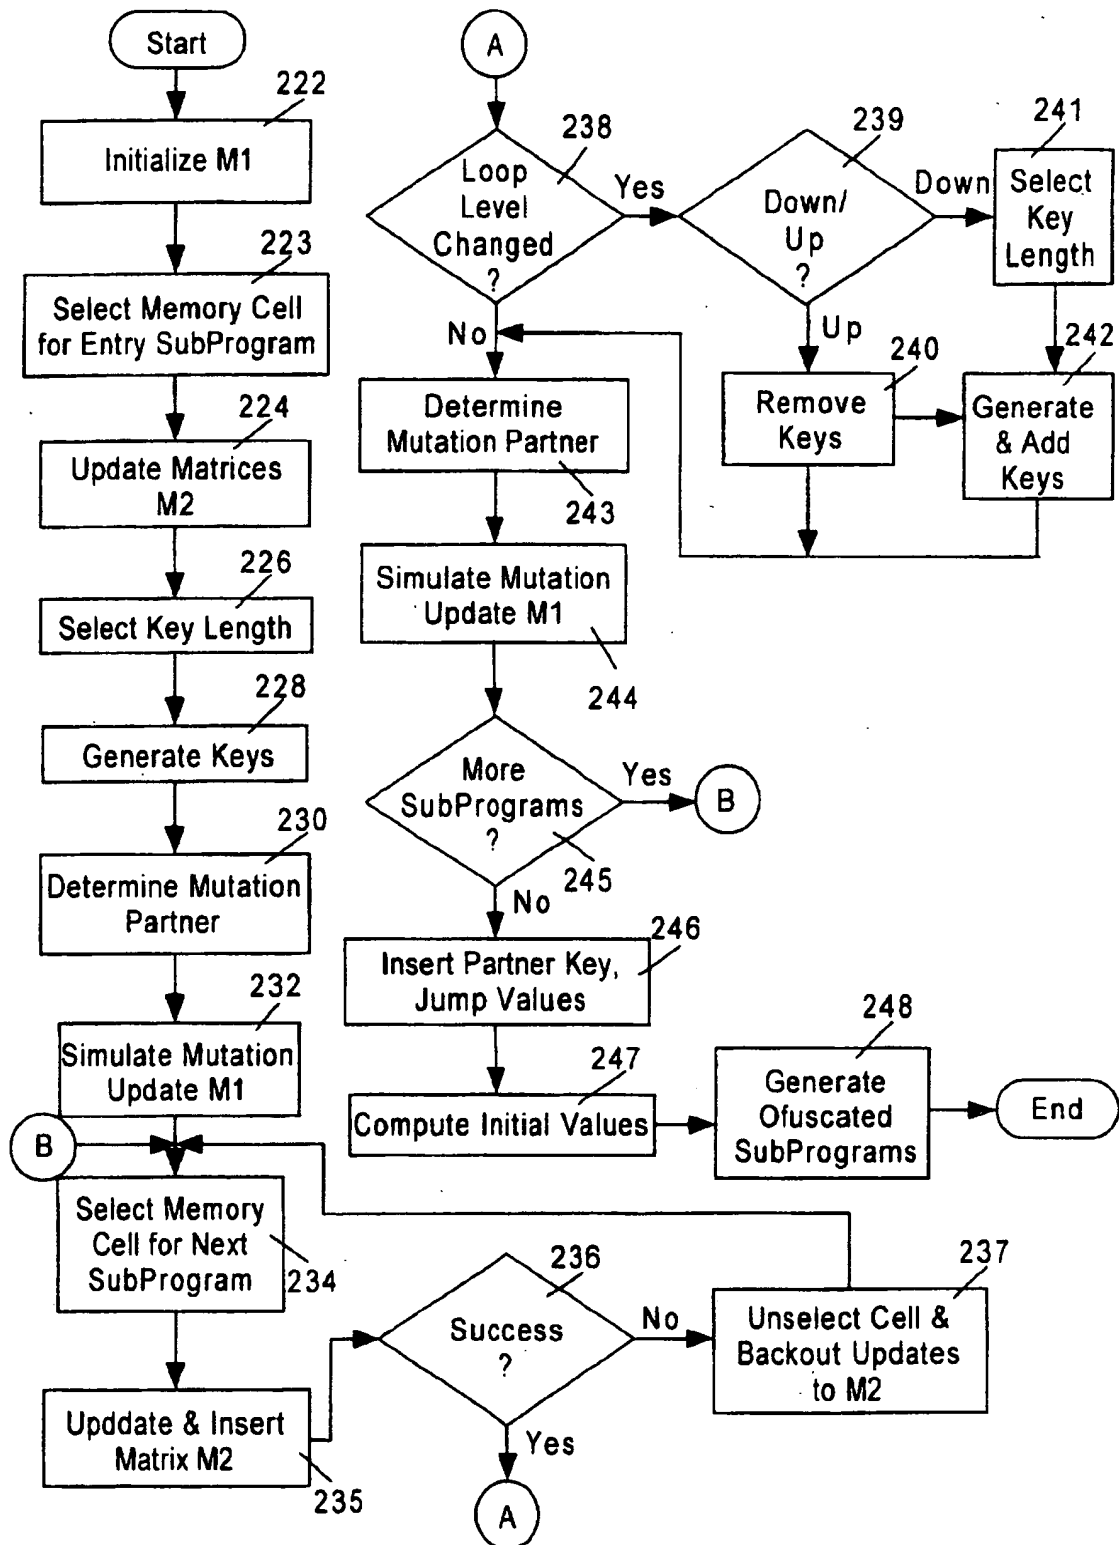 Start
222
Initialize M1
223
Select Memory Cell
for Entry SubProgram
224
Update Matrices
M2
226
Select Key Length
228
Generate Keys
230
Determine Mutation
Partner
232
Simulate Mutation
Update M1
B
Select Memory
Cell for Next
SubProgram
234
Upddate & Insert
Matrix M2
235
236
Success
?
No
Yes
A
237
Unselect Cell &
Backout Updates
to M2
A
238
Loop
Level
Changed
?
Yes
No
239
Down/
Up
?
Down
Up
241
Select
Key
Length
240
Remove
Keys
242
Generate
& Add
Keys
Determine
Mutation Partner
243
Simulate Mutation
Update M1
244
More
SubPrograms
?
245
Yes
B
No
246
Insert Partner Key,
Jump Values
247
Compute Initial Values
248
Generate
Ofuscated
SubPrograms
End